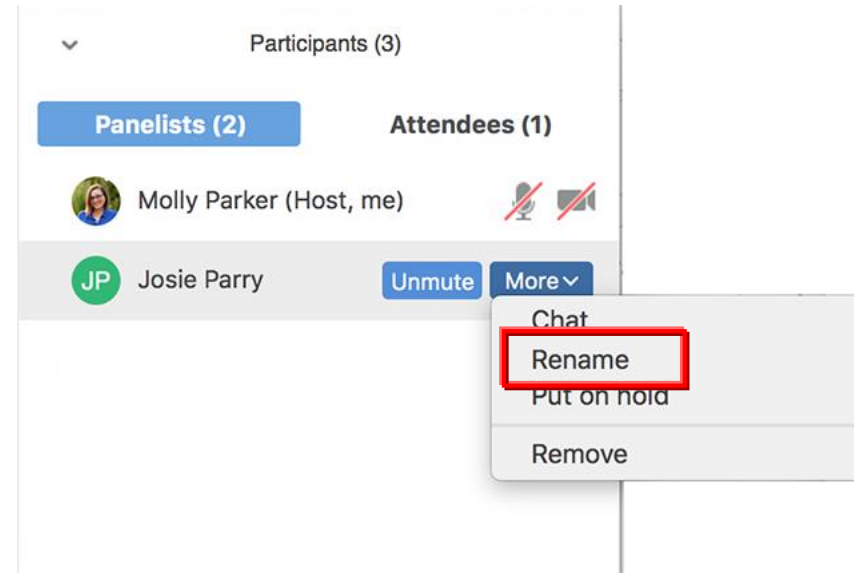 Participants (3)
Panelists (2) Attendees (1)
Molly Parker (Host, me)
JP Josie Parry Unmute More
Chat
Rename
Put on hold
Remove